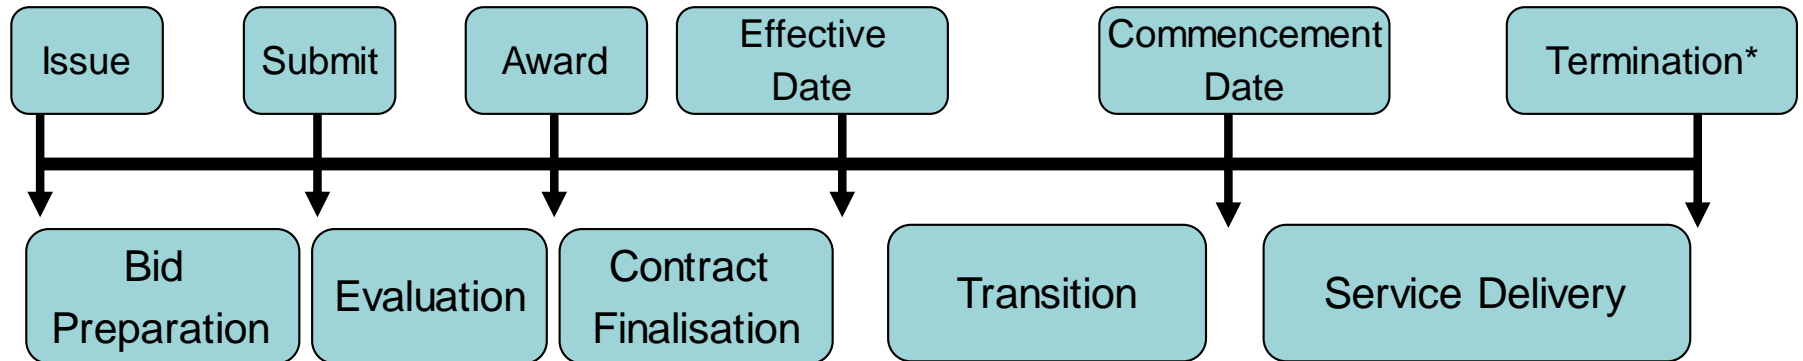 Issue
Submit
Award
Effective
Date
Commencement
Date
Termination*
Bid
Preparation
Evaluation
Contract
Finalisation
Transition
Service Delivery